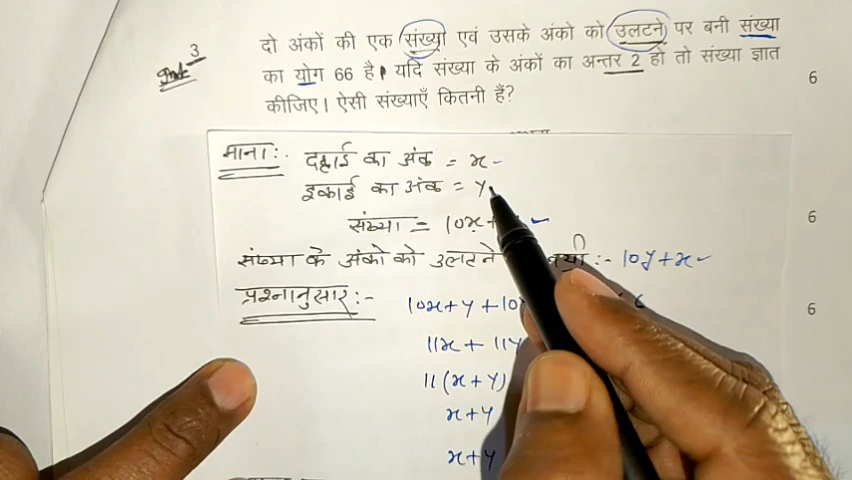 3
दो अंकों की एक संख्या एवं उसके अंको को उलटने पर बनी संख्या
का योग 66 है। यदि संख्या के अंकों का अन्तर 2 हो तो संख्या ज्ञात
कीजिए। ऐसी संख्याएँ कितनी हैं?
6
माना:-
दहाई का अंक = x
इकाई का अंक = y
संख्या = 10x+
6
संख्या के अंको को उलटने :- 10y+x
प्रश्नानुसार:-
10x+y+10 6
6
11x + 11y
11(x+y)
x+y
x+y